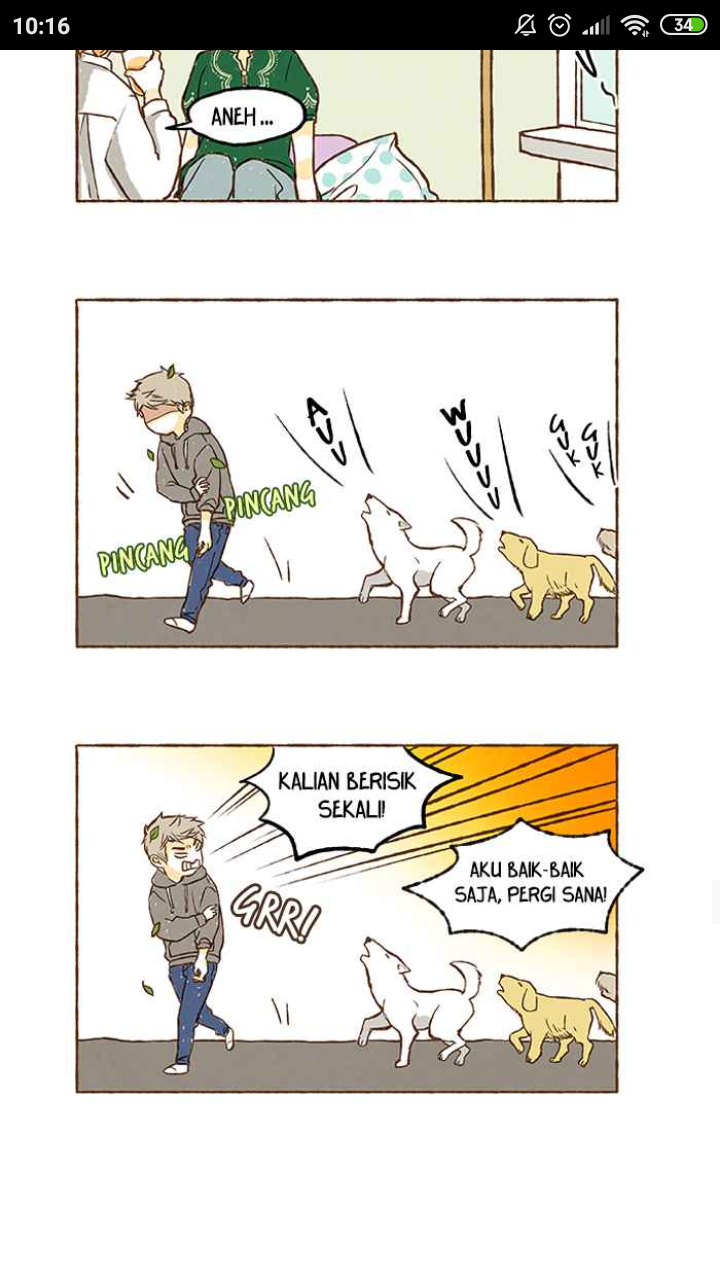 10:16
34
ANEH...
AUU
WUUUU
GUK
GUK
PINCANG
PINCANG
KALIAN BERISIK
SEKALI!
AKU BAIK-BAIK
SAJA, PERGI SANA!
GRR!